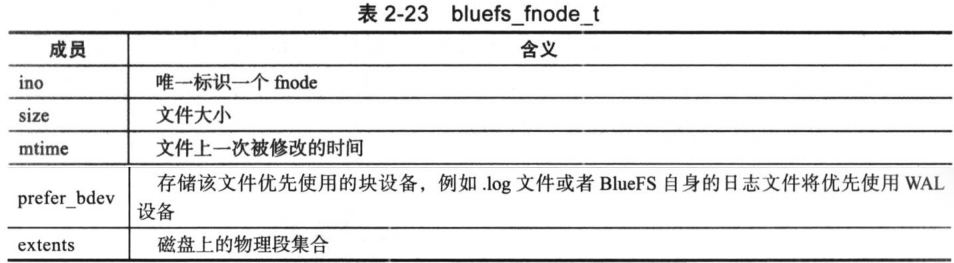 表 2-23 bluefs_fnode_t
成员 含义
ino 唯一标识一个 fnode
size 文件大小
mtime 文件上一次被修改的时间
prefer_bdev 存储该文件优先使用的块设备，例如 .log 文件或者 BlueFS 自身的日志文件将优先使用 WAL
设备
extents 磁盘上的物理段集合